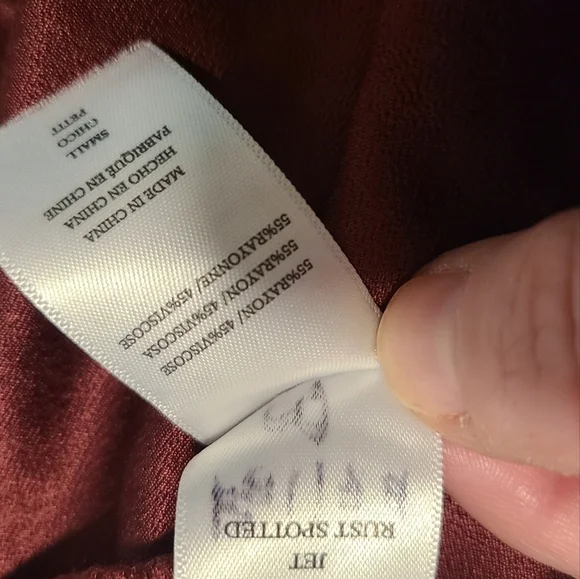 55%RAYON/ 45%VISCOSE
55%RAYON/ 45%VISCOSA
55%RAYONNE/ 45%VISCOSE
MADE IN CHINA
HECHO EN CHINA
FABRIQUÉ EN CHINE
SMALL
CHICO
PETIT
JET
RUST SPOTTED